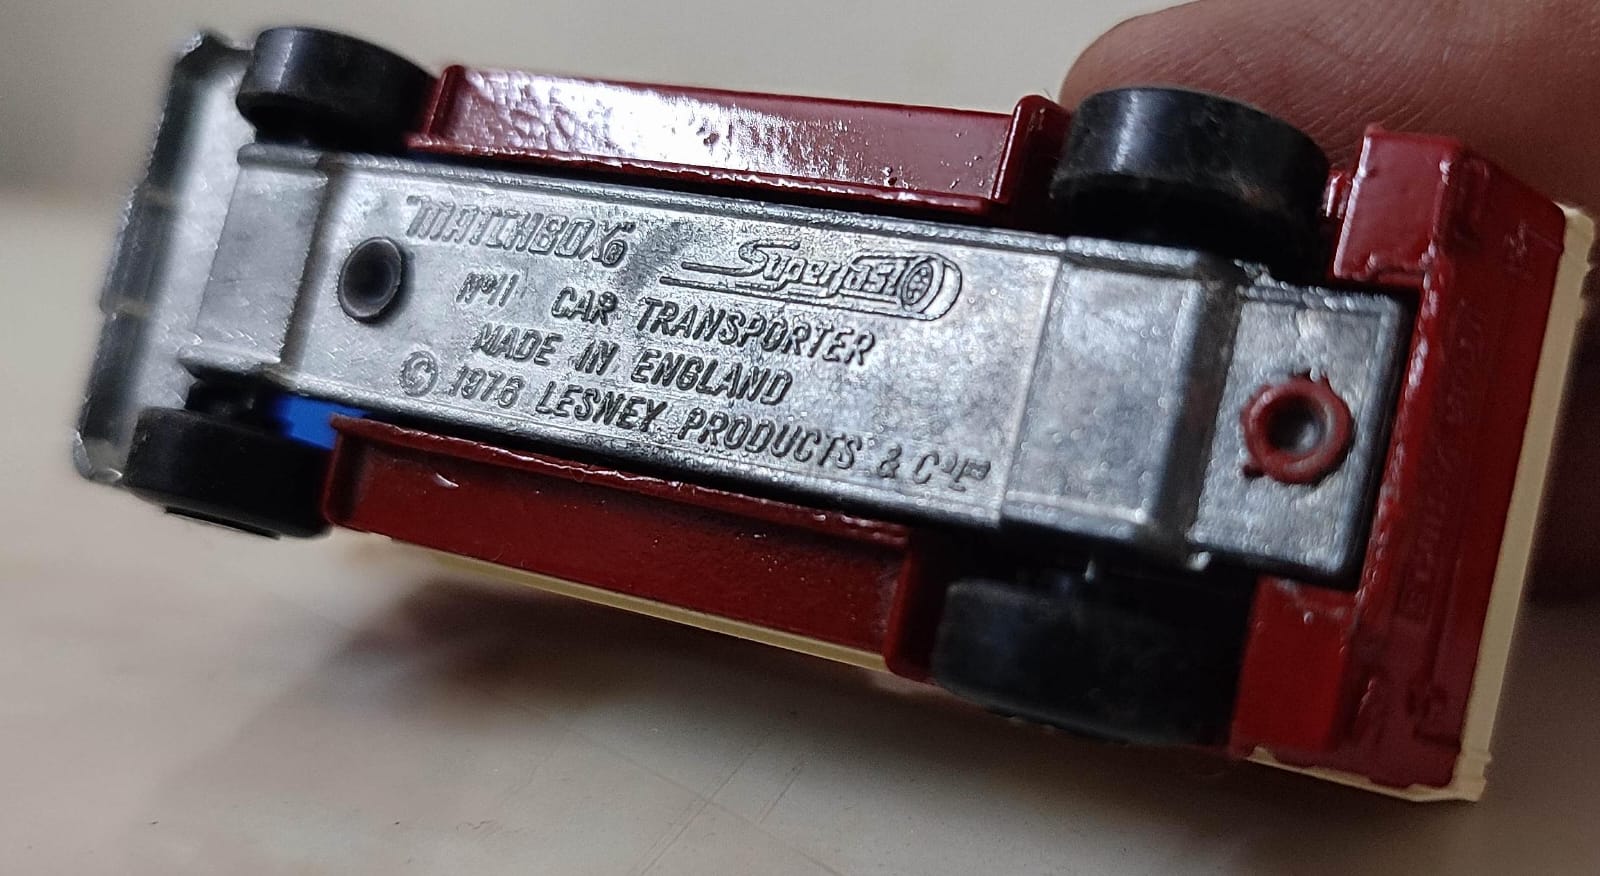 MATCHBOX® Superfast
Nº11 CAR TRANSPORTER
MADE IN ENGLAND
© 1976 LESNEY PRODUCTS & Cº Lᵀᴰ